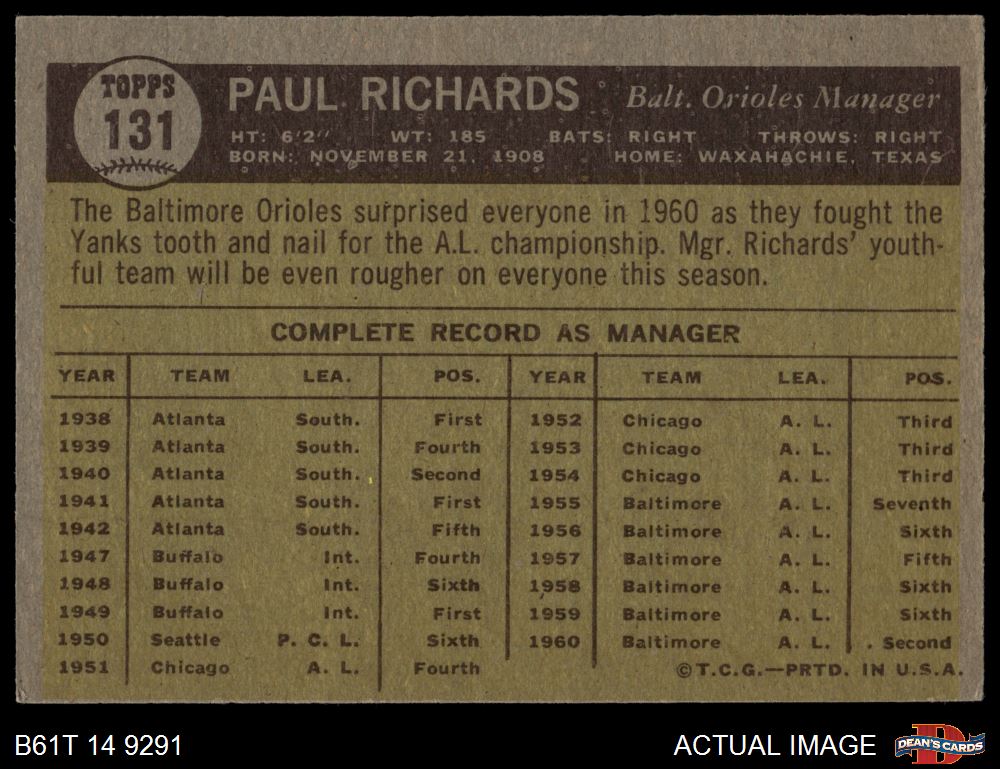 TOPPS
131
PAUL RICHARDS Balt. Orioles Manager
HT: 6'2" WT: 185 BATS: RIGHT THROWS: RIGHT
BORN: NOVEMBER 21, 1908 HOME: WAXAHACHIE, TEXAS
The Baltimore Orioles surprised everyone in 1960 as they fought the
Yanks tooth and nail for the A.L. championship. Mgr. Richards' youth-
ful team will be even rougher on everyone this season.
COMPLETE RECORD AS MANAGER
YEAR TEAM LEA. POS. YEAR TEAM LEA. POS.
1938 Atlanta South. First 1952 Chicago A. L. Third
1939 Atlanta South. Fourth 1953 Chicago A. L. Third
1940 Atlanta South. Second 1954 Chicago A. L. Third
1941 Atlanta South. First 1955 Baltimore A. L. Seventh
1942 Atlanta South. Fifth 1956 Baltimore A. L. Sixth
1947 Buffalo Int. Fourth 1957 Baltimore A. L. Fifth
1948 Buffalo Int. Sixth 1958 Baltimore A. L. Sixth
1949 Buffalo Int. First 1959 Baltimore A. L. Sixth
1950 Seattle P. C. L. Sixth 1960 Baltimore A. L. Second
1951 Chicago A. L. Fourth ©T.C.G.—PRTD. IN U.S.A.
B61T 14 9291 ACTUAL IMAGE DEAN'S CARDS